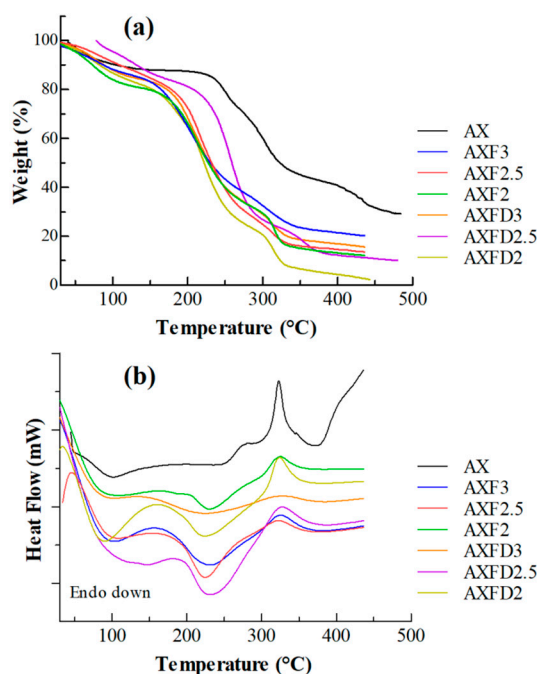 (a)
100
80
60
40
20
0
Weight (%)
100 200 300 400 500
Temperature (°C)
AX
AXF3
AXF2.5
AXF2
AXFD3
AXFD2.5
AXFD2
(b)
Heat Flow (mW)
Endo down
100 200 300 400 500
Temperature (°C)
AX
AXF3
AXF2.5
AXF2
AXFD3
AXFD2.5
AXFD2